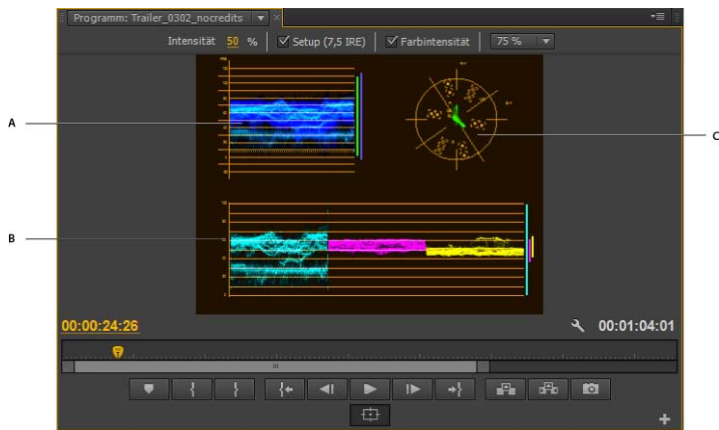 Programm: Trailer_0302_nocredits
Intensität 50 % Setup (7,5 IRE) Farbintensität 75 %
A
C
B
00:00:24:26
00:01:04:01